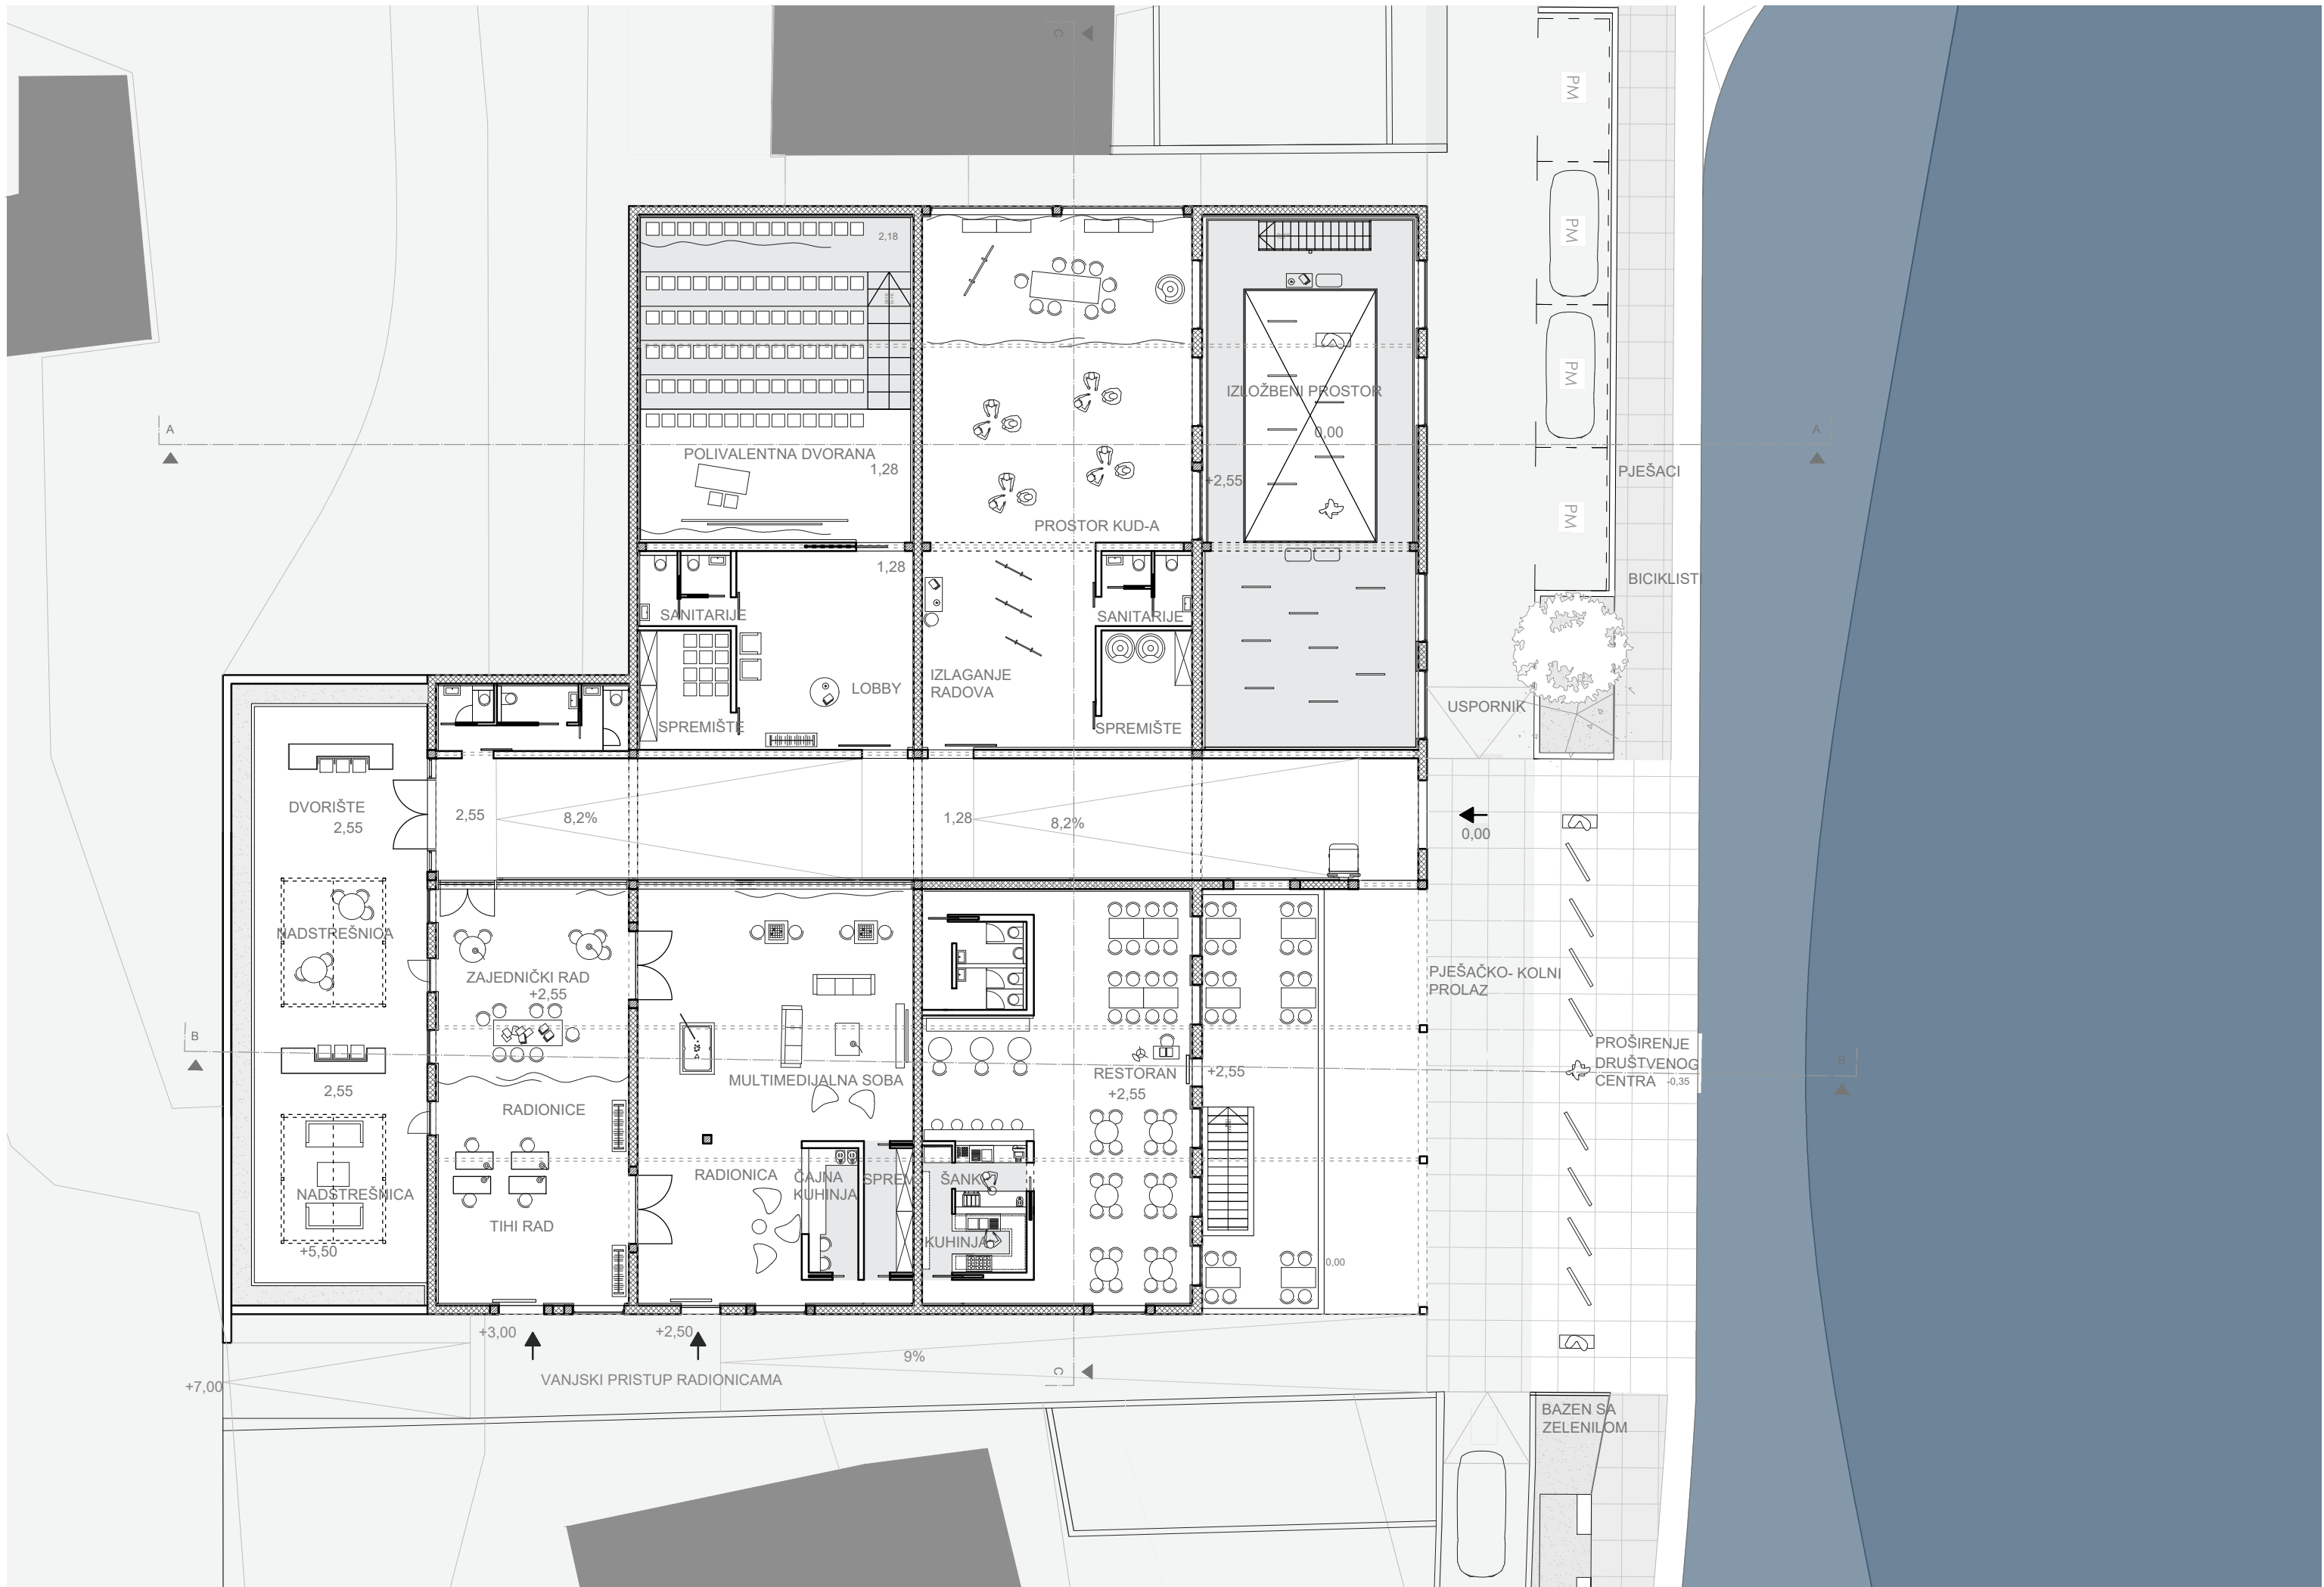 C
PM
2,18
PM
IZLOŽBENI PROSTOR
PM
A
A
0,00
POLIVALENTNA DVORANA
1,28
PJEŠACI
+2,55
PROSTOR KUD-A
PM
1,28
BICIKLISTI
SANITARIJE
SANITARIJE
IZLAGANJE
RADOVA
LOBBY
USPORNIK
SPREMIŠTE
SPREMIŠTE
DVORIŠTE
2,55
2,55
8,2%
1,28
8,2%
0,00
NADSTREŠNICA
ZAJEDNIČKI RAD
+2,55
PJEŠAČKO- KOLNI
PROLAZ
B
PROŠIRENJE
DRUŠTVENOG
CENTRA -0,35
B
MULTIMEDIJALNA SOBA
RESTORAN
+2,55
+2,55
2,55
RADIONICE
RADIONICA
ČAJNA
KUHINJA
SPREM
ŠANK
NADSTREŠNICA
TIHI RAD
KUHINJA
+5,50
0,00
+3,00
+2,50
9%
C
VANJSKI PRISTUP RADIONICAMA
+7,00
BAZEN SA
ZELENILOM